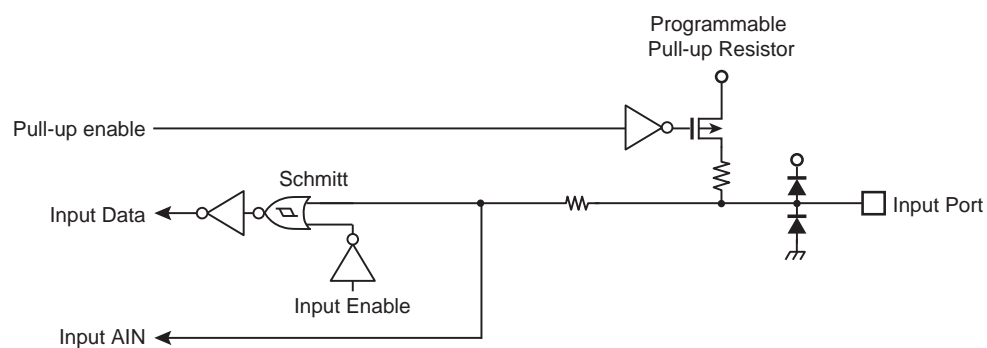 Programmable
Pull-up Resistor
Pull-up enable
Schmitt
Input Data
Input Port
Input Enable
Input AIN